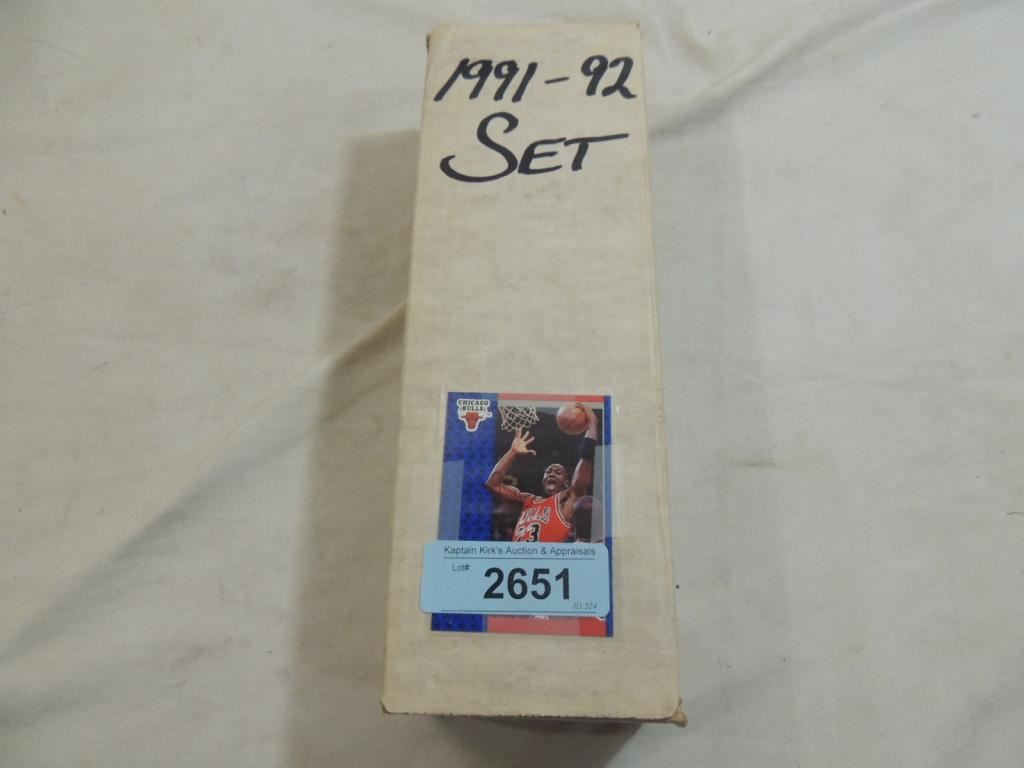 1991-92
SET
CHICAGO
BULLS
BULLS
23
Kaptain Kirk's Auction & Appraisals
Lot#: 2651
ID:324